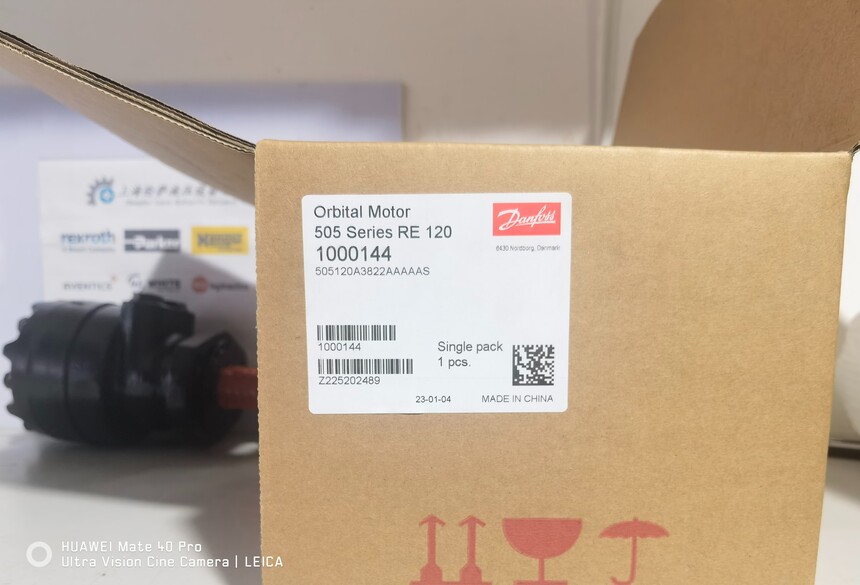 Orbital Motor
505 Series RE 120
1000144
505120A3822AAAAAS
Danfoss
6430 Nordborg, Denmark
1000144
Z225202489
Single pack
1 pcs.
23-01-04
MADE IN CHINA
rexroth
Parker
WHITE
HUAWEI Mate 40 Pro
Ultra Vision Cine Camera | LEICA